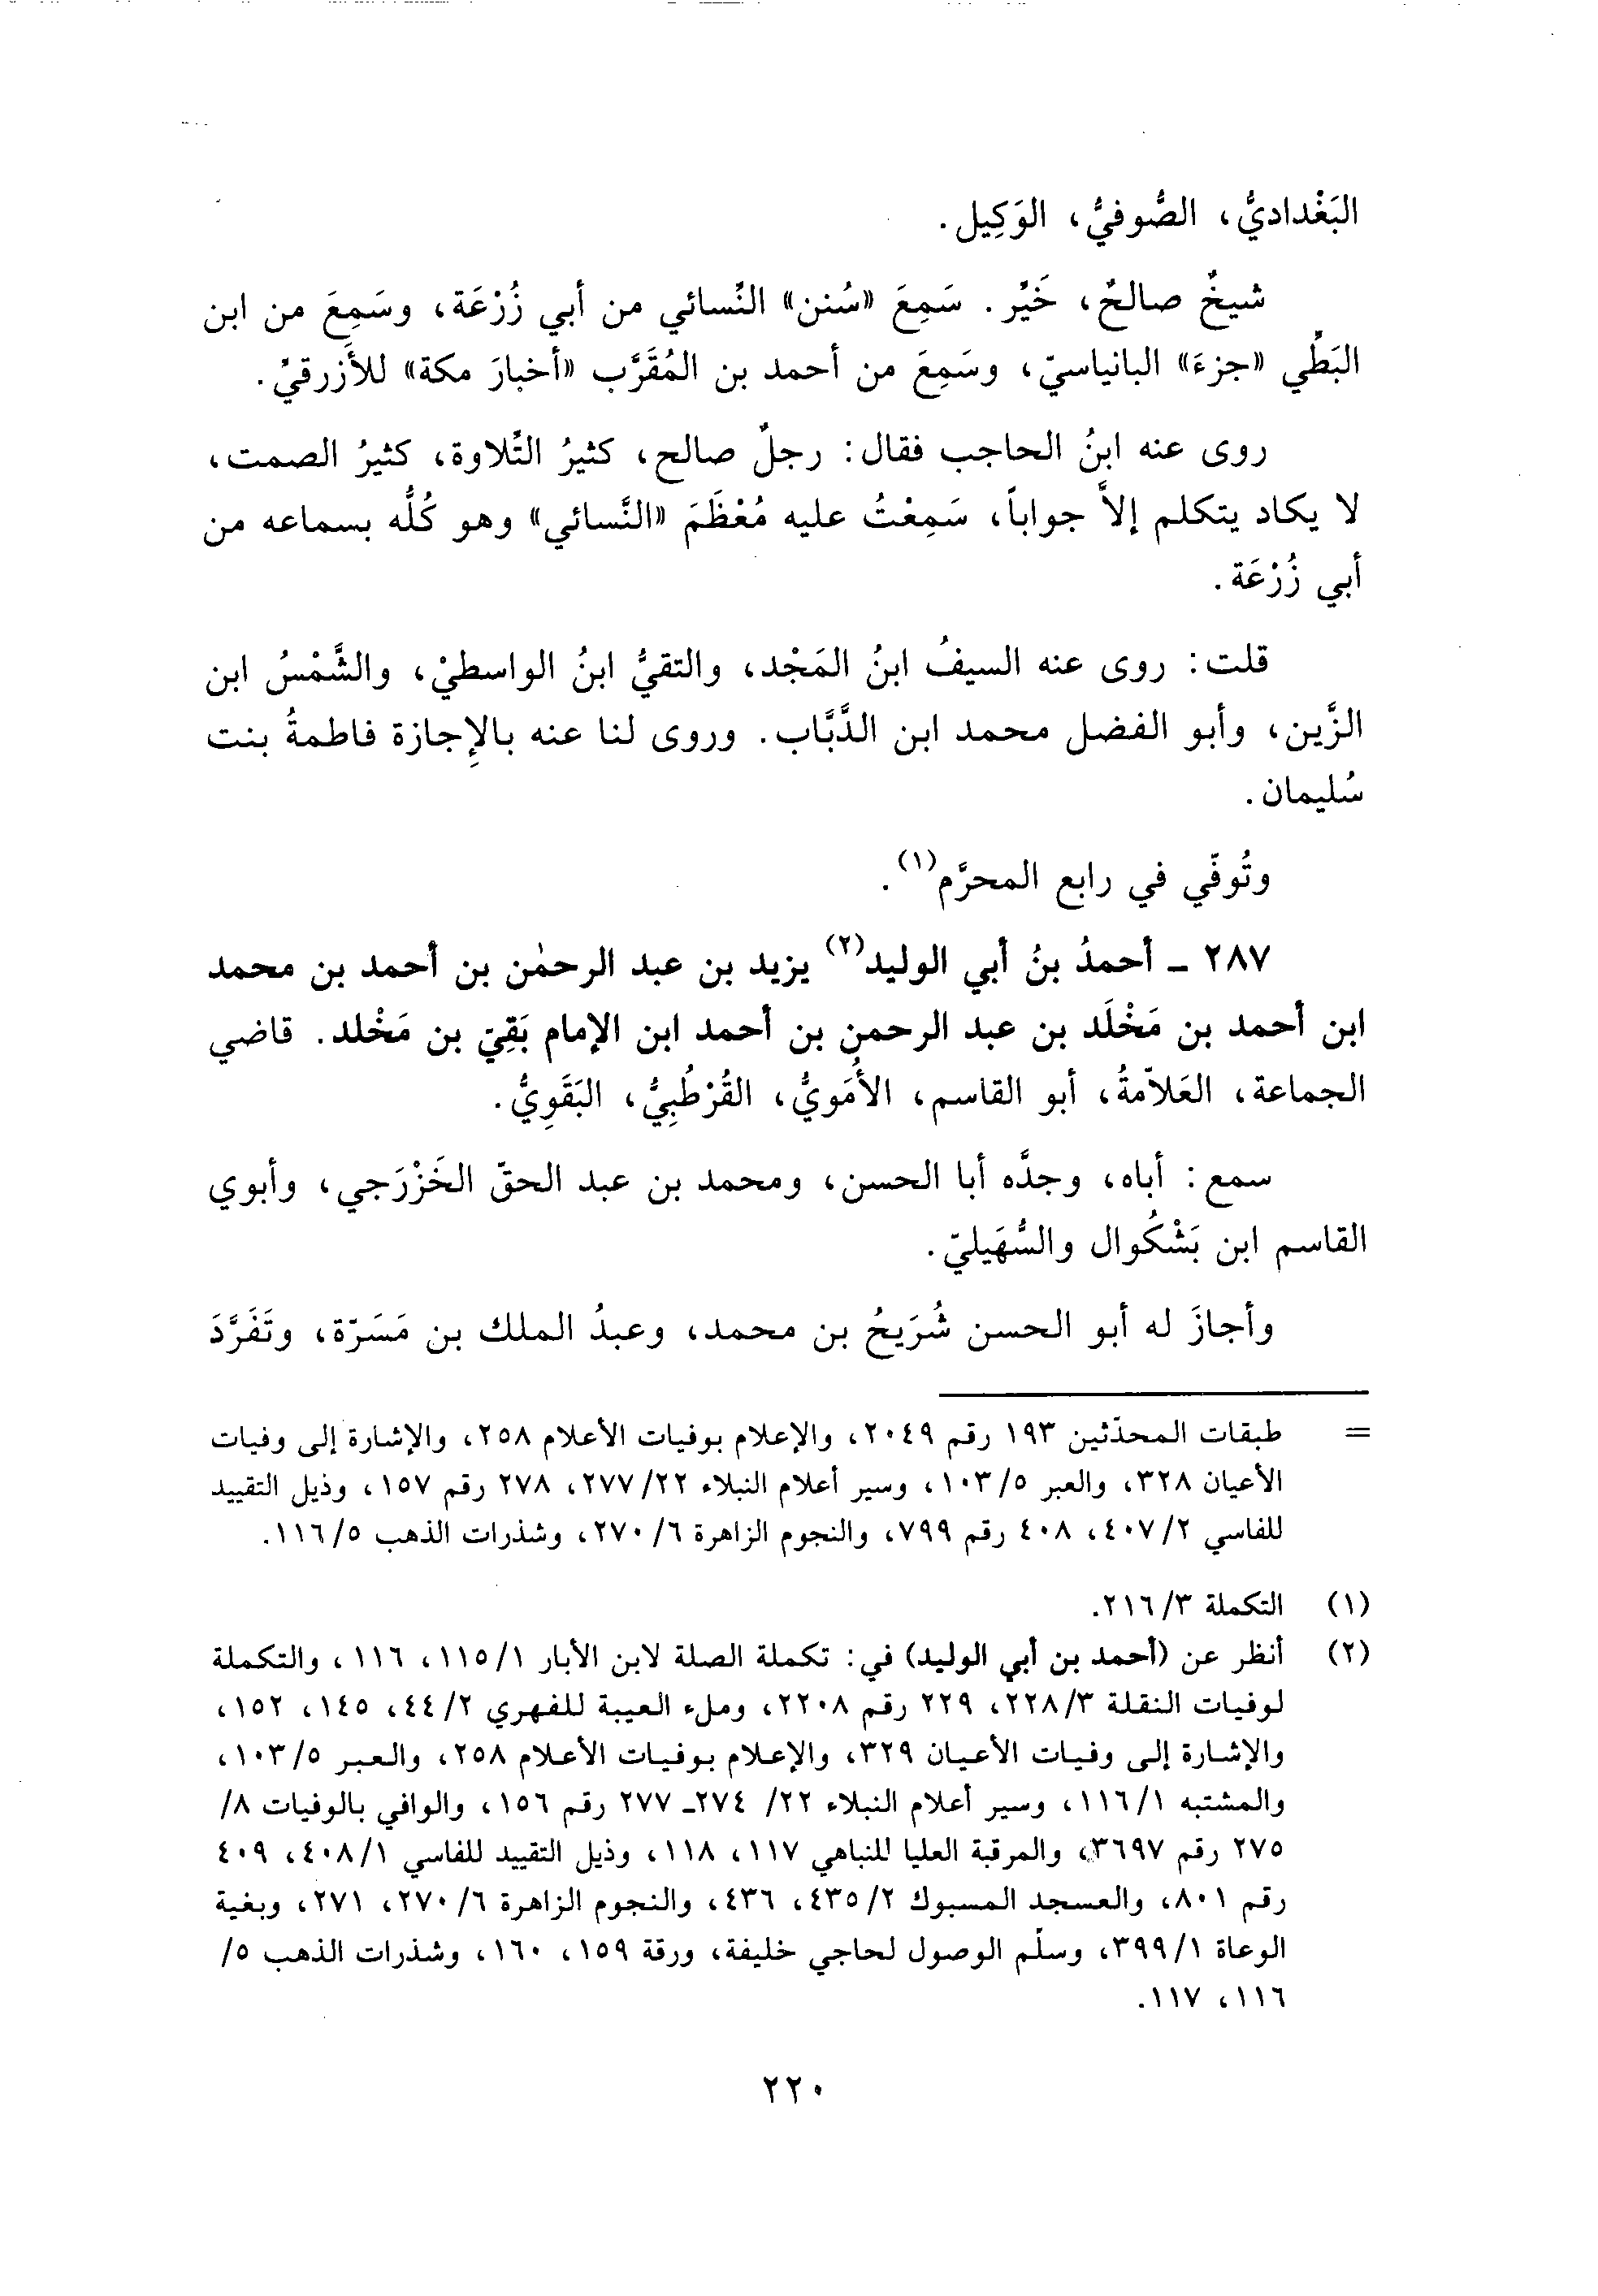 البَغْداديُّ، الصُّوفيُّ، الوَكِيل.
شيخٌ صالحٌ، خَيِّر. سَمِعَ «سُنن» النَّسائي من أبي زُرْعَة، وسَمِعَ من ابن
البَطِّي «جزءَ» البانياسيّ، وسَمِعَ من أحمد بن المُقَرَّب «أخبارَ مكة» للأزرقيّ.
روى عنه ابنُ الحاجب فقال: رجلٌ صالح، كثيرُ التِّلاوة، كثيرُ الصمت،
لا يكاد يتكلم إلاَّ جواباً، سَمِعْتُ عليه مُعْظَمَ «النَّسائي» وهو كُلُّه بسماعه من
أبي زُرْعَة.
قلت: روى عنه السيفُ ابنُ المَجْد، والتقيُّ ابنُ الواسطيْ، والشَّمْسُ ابن
الزَّين، وأبو الفضل محمد ابن الدَّبَّاب. وروى لنا عنه بالإِجازة فاطمةُ بنت
سُليمان.
وتُوفّي في رابع المحرَّم(١).
٢٨٧ ـ أحمدُ بنُ أبي الوليد(٢) يزيد بن عبد الرحمٰن بن أحمد بن محمد
ابن أحمد بن مَخْلَد بن عبد الرحمن بن أحمد ابن الإمام بَقِيّ بن مَخْلد. قاضي
الجماعة، العَلاّمةُ، أبو القاسم، الأُمَويُّ، القُرْطُبِيُّ، البَقَوِيُّ.
سمع: أباه، وجدَّه أبا الحسن، ومحمد بن عبد الحقّ الخَزْرَجي، وأبوي
القاسم ابن بَشْكُوال والسُّهَيليّ.
وأجازَ له أبو الحسن شُرَيحُ بن محمد، وعبدُ الملك بن مَسَرّة، وتَفَرَّدَ
= طبقات المحدّثين ١٩٣ رقم ٢٠٤٩، والإعلام بوفيات الأعلام ٢٥٨، والإشارة إلى وفيات
الأعيان ٣٢٨، والعبر ٥/١٠٣، وسير أعلام النبلاء ٢٢/٢٧٧، ٢٧٨ رقم ١٥٧، وذيل التقييد
للفاسي ٢/٤٠٧، ٤٠٨ رقم ٧٩٩، والنجوم الزاهرة ٦/٢٧٠، وشذرات الذهب ٥/١١٦.
(١) التكملة ٣/٢١٦.
(٢) أنظر عن (أحمد بن أبي الوليد) في: تكملة الصلة لابن الأبار ١/١١٥، ١١٦، والتكملة
لوفيات النقلة ٣/٢٢٨، ٢٢٩ رقم ٢٢٠٨، وملء العيبة للفهري ٢/٤٤، ١٤٥، ١٥٢،
والإشارة إلى وفيات الأعيان ٣٢٩، والإعلام بوفيات الأعلام ٢٥٨، والعبر ٥/١٠٣،
والمشتبه ١/١١٦، وسير أعلام النبلاء ٢٢/ ٢٧٤ـ ٢٧٧ رقم ١٥٦، والوافي بالوفيات ٨/
٢٧٥ رقم ٣٦٩٧، والمرقبة العليا للنباهي ١١٧، ١١٨، وذيل التقييد للفاسي ١/٤٠٨، ٤٠٩
رقم ٨٠١، والعسجد المسبوك ٢/٤٣٥، ٤٣٦، والنجوم الزاهرة ٦/٢٧٠، ٢٧١، وبغية
الوعاة ١/٣٩٩، وسلّم الوصول لحاجي خليفة، ورقة ١٥٩، ١٦٠، وشذرات الذهب ٥/
١١٦، ١١٧.
٢٢٠